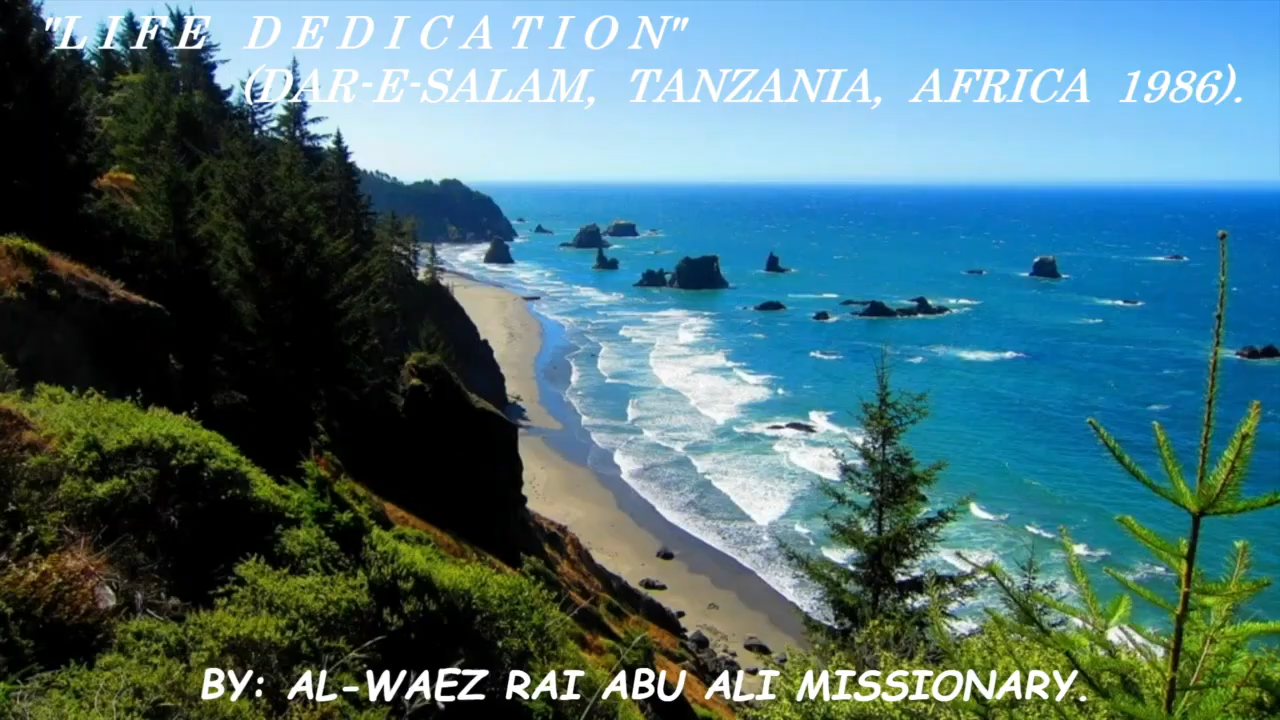 "LIFE DEDICATION"
(DAR-E-SALAM, TANZANIA, AFRICA 1986).
BY: AL-WAEZ RAI ABU ALI MISSIONARY.